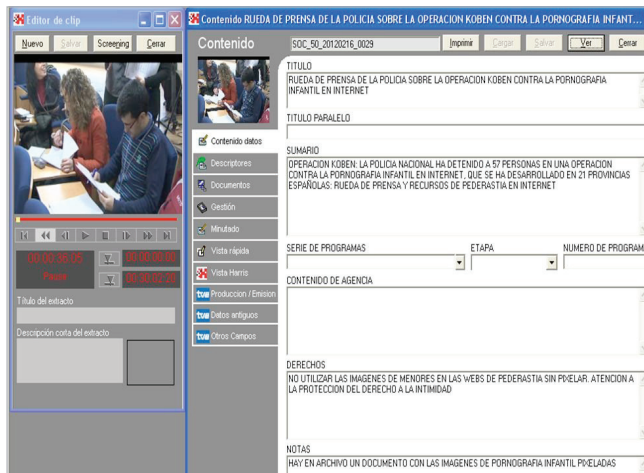 Editor de clip
Nuevo Salvar Screening Cerrar
Pausa
Título del extracto
Descripción corta del extracto
Contenido RUEDA DE PRENSA DE LA POLICIA SOBRE LA OPERACION KOBEN CONTRA LA PORNOGRAFIA INFANT...
Contenido
SOC_50_20120216_0029
Imprimir Cargar Salvar Ver Cerrar
Contenido datos
Descriptores
Documentos
Gestión
Minutado
Vista rápida
Vista Harris
Produccion / Emision
Datos antiguos
Otros Campos
TITULO
RUEDA DE PRENSA DE LA POLICIA SOBRE LA OPERACION KOBEN CONTRA LA PORNOGRAFIA
INFANTIL EN INTERNET
TITULO PARALELO
SUMARIO
OPERACION KOBEN: LA POLICIA NACIONAL HA DETENIDO A 57 PERSONAS EN UNA OPERACION
CONTRA LA PORNOGRAFIA INFANTIL EN INTERNET, QUE SE HA DESARROLLADO EN 21 PROVINCIAS
ESPAÑOLAS: RUEDA DE PRENSA Y RECURSOS DE PEDERASTIA EN INTERNET
SERIE DE PROGRAMAS ETAPA NUMERO DE PROGRAM
CONTENIDO DE AGENCIA
DERECHOS
NO UTILIZAR LAS IMAGENES DE MENORES EN LAS WEBS DE PEDERASTIA SIN PIXELAR. ATENCION A
LA PROTECCION DEL DERECHO A LA INTIMIDAD
NOTAS
HAY EN ARCHIVO UN DOCUMENTO CON LAS IMAGENES DE PORNOGRAFIA INFANTIL PIXELADAS